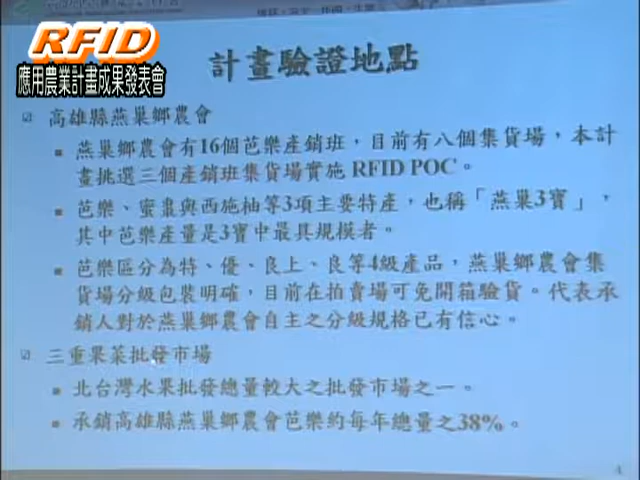 RFID
應用農業計畫成果發表會
計畫驗證地點
高雄縣燕巢鄉農會
燕巢鄉農會有16個芭樂產銷班，目前有八個集貨場，本計
畫挑選三個產銷班集貨場實施 RFID POC。
芭樂、蜜棗與西施柚等3項主要特產，也稱「燕巢3寶」，
其中芭樂產量是3寶中最具規模者。
芭樂區分為特、優、良上、良等4級產品，燕巢鄉農會集
貨場分級包裝明確，目前在拍賣場可免開箱驗貨。代表承
銷人對於燕巢鄉農會自主之分級規格已有信心。
三重果菜批發市場
北台灣水果批發總量較大之批發市場之一。
承銷高雄縣燕巢鄉農會芭樂約每年總量之38%。
4